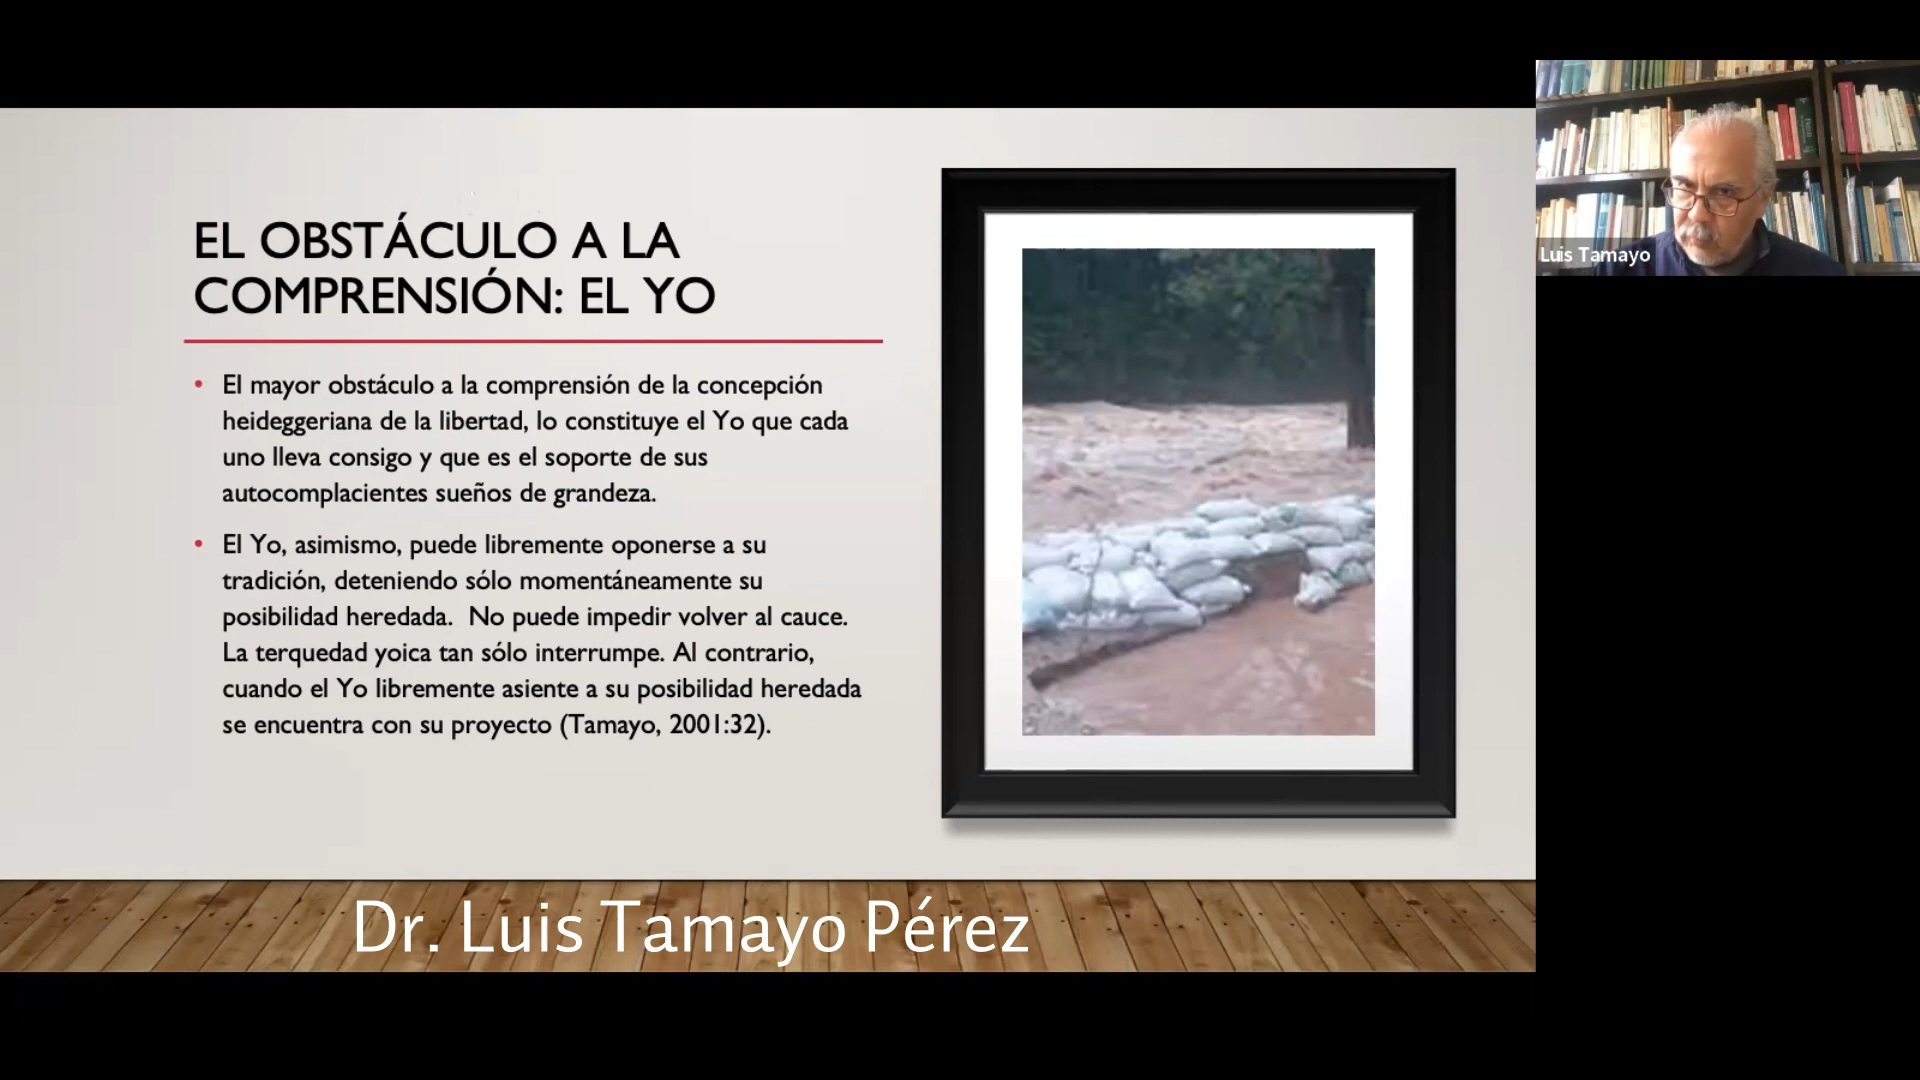 EL OBSTÁCULO A LA
COMPRENSIÓN: EL YO
• El mayor obstáculo a la comprensión de la concepción
heideggeriana de la libertad, lo constituye el Yo que cada
uno lleva consigo y que es el soporte de sus
autocomplacientes sueños de grandeza.
• El Yo, asimismo, puede libremente oponerse a su
tradición, deteniendo sólo momentáneamente su
posibilidad heredada.  No puede impedir volver al cauce.
La terquedad yoica tan sólo interrumpe. Al contrario,
cuando el Yo libremente asiente a su posibilidad heredada
se encuentra con su proyecto (Tamayo, 2001:32).
Dr. Luis Tamayo Pérez
Luis Tamayo